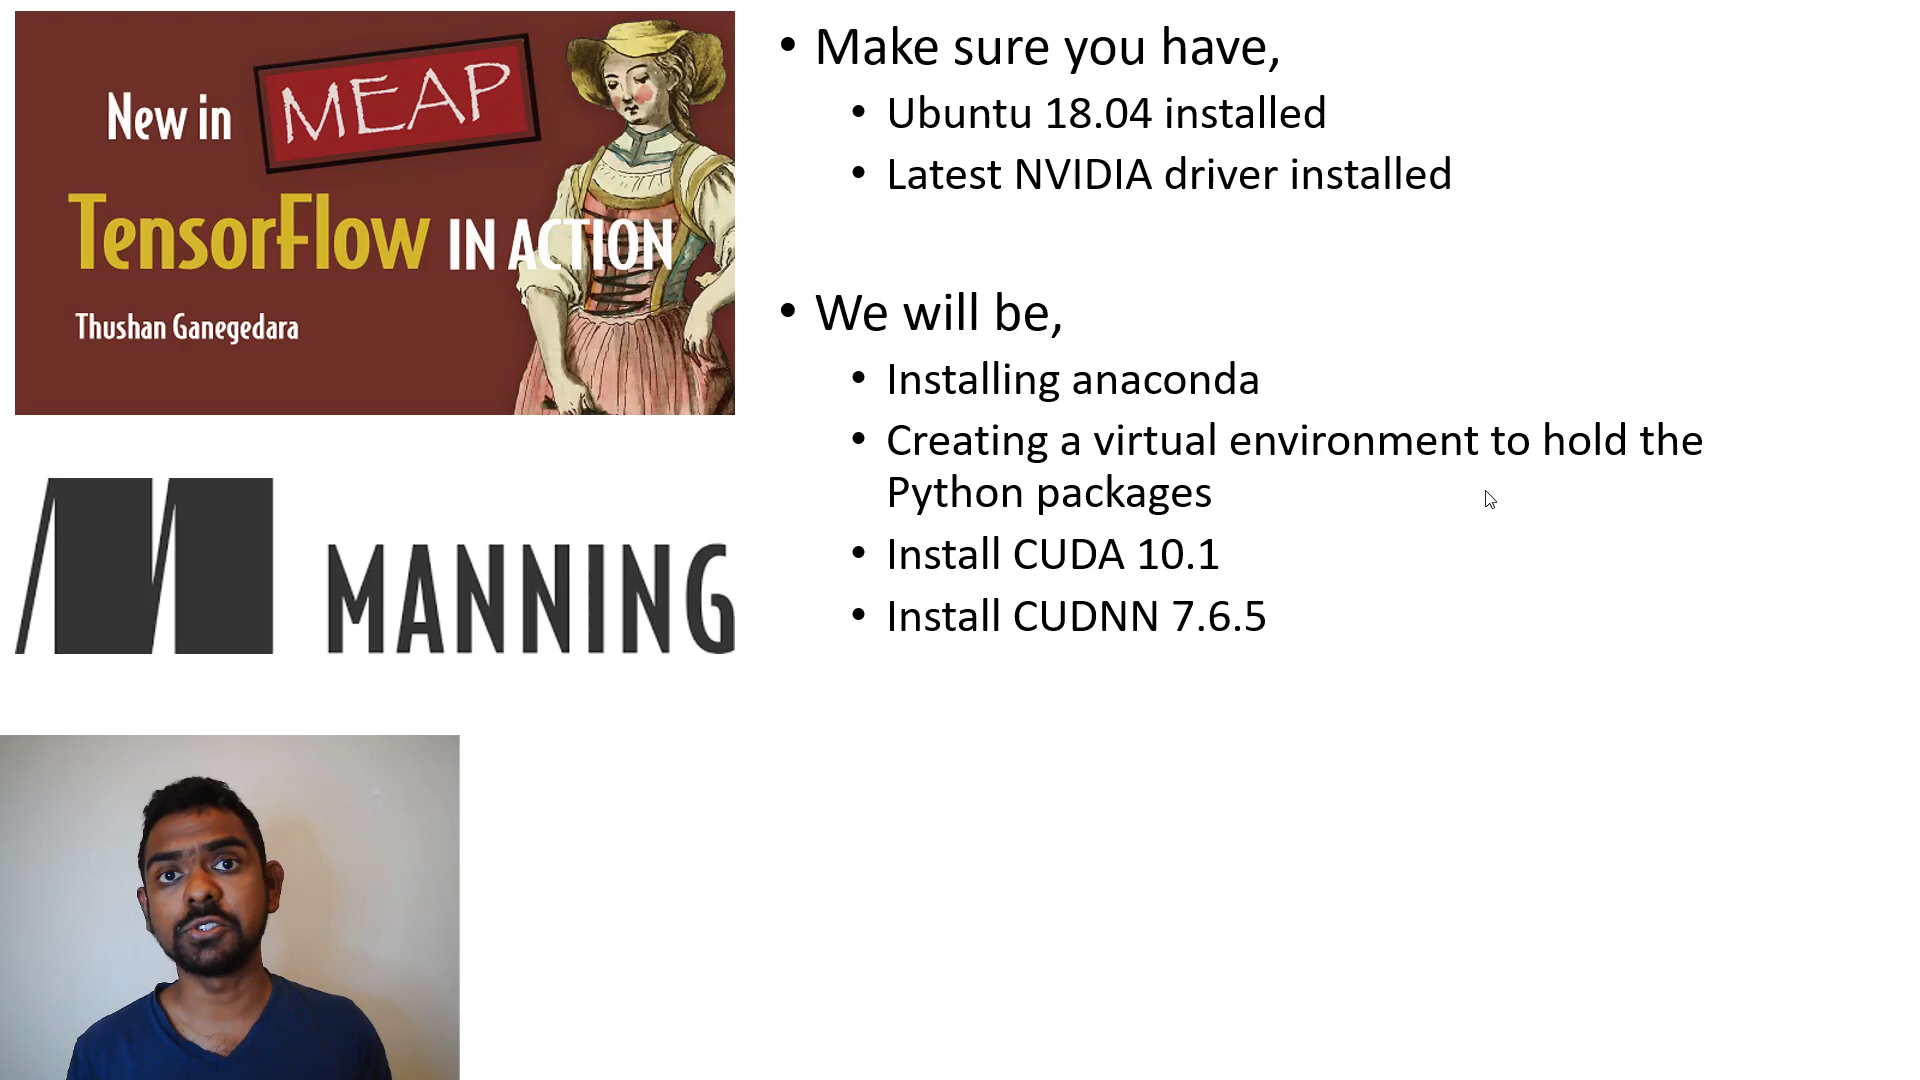 New in MEAP
TensorFlow IN ACTION
Thushan Ganegedara
MANNING
• Make sure you have,
• Ubuntu 18.04 installed
• Latest NVIDIA driver installed
• We will be,
• Installing anaconda
• Creating a virtual environment to hold the
Python packages
• Install CUDA 10.1
• Install CUDNN 7.6.5